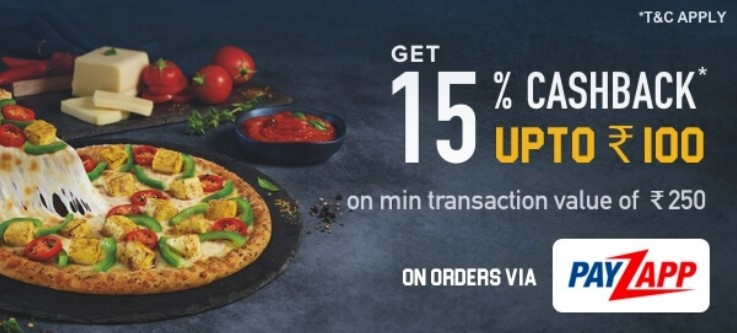 *T&C APPLY
GET
15% CASHBACK*
UPTO ₹100
on min transaction value of ₹250
ON ORDERS VIA PAYZAPP